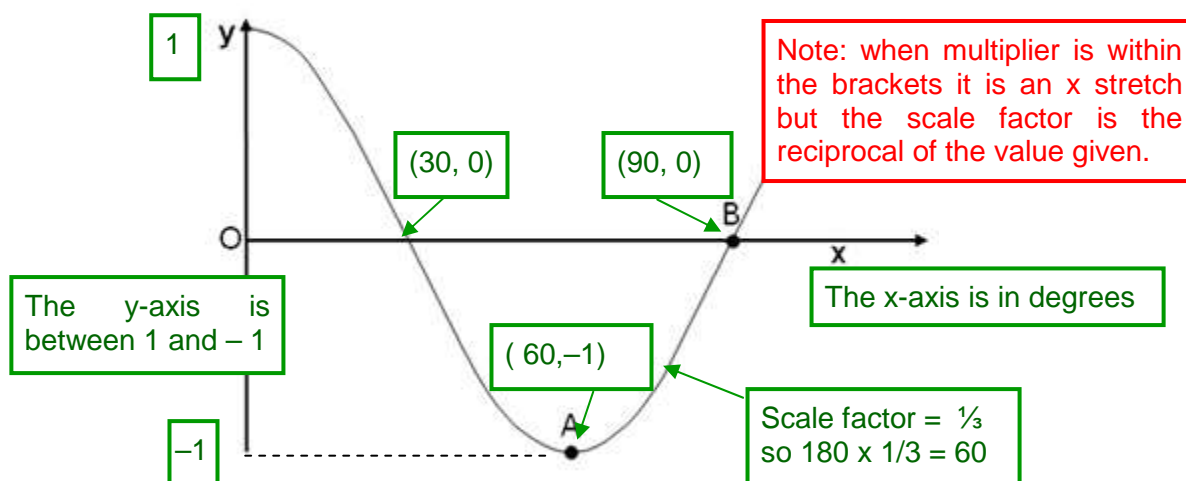 1
y
Note: when multiplier is within
the brackets it is an x stretch
but the scale factor is the
reciprocal of the value given.
(30, 0)
(90, 0)
B
O
x
The y-axis is
between 1 and – 1
The x-axis is in degrees
( 60,–1)
A
Scale factor = ⅓
so 180 x 1/3 = 60
–1